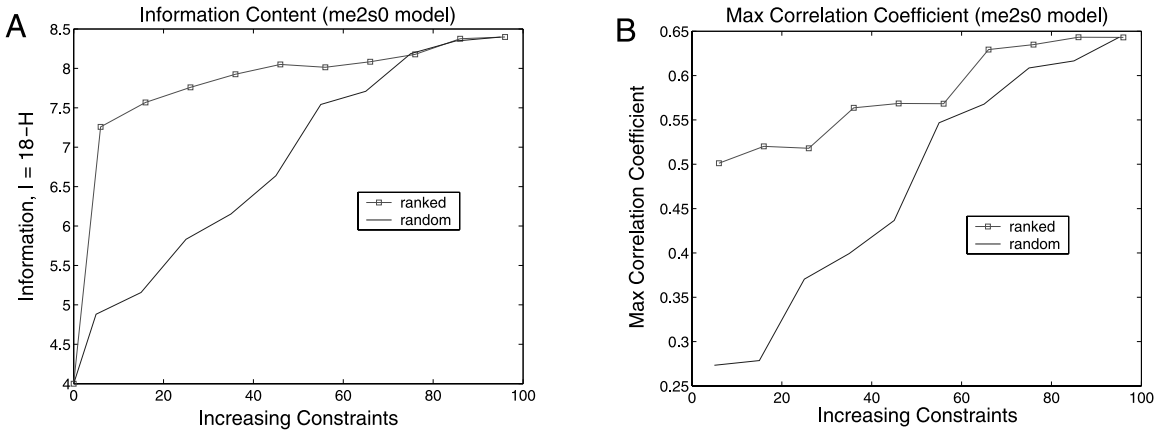 A
Information Content (me2s0 model)
Information, I = 18−H
8.5
8
7.5
7
6.5
6
5.5
5
4.5
4
0
20
40
60
80
100
ranked
random
Increasing Constraints
B
Max Correlation Coefficient (me2s0 model)
Max Correlation Coefficient
0.65
0.6
0.55
0.5
0.45
0.4
0.35
0.3
0.25
0
20
40
60
80
100
ranked
random
Increasing Constraints